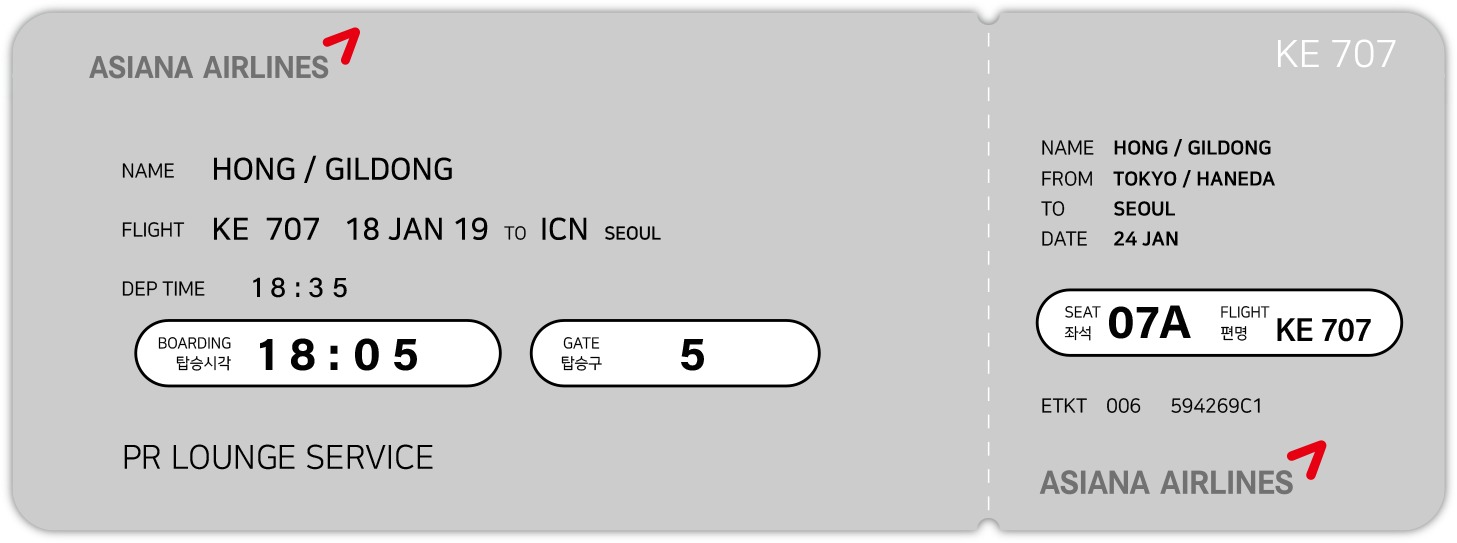 ASIANA AIRLINES
NAME HONG / GILDONG
FLIGHT KE 707 18 JAN 19 TO ICN SEOUL
DEP TIME 18:35
BOARDING 탑승시각 18:05
GATE 탑승구 5
PR LOUNGE SERVICE
KE 707
NAME HONG / GILDONG
FROM TOKYO / HANEDA
TO SEOUL
DATE 24 JAN
SEAT 좌석 07A FLIGHT 편명 KE 707
ETKT 006 594269C1
ASIANA AIRLINES